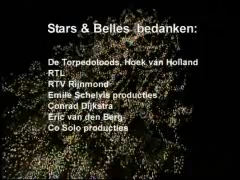 Stars & Belles bedanken:
De Torpedoloods, Hoek van Holland
RTL
RTV Rijnmond
Emile Schelvis producties
Conrad Dijkstra
Eric van den Berg
Co Solo producties